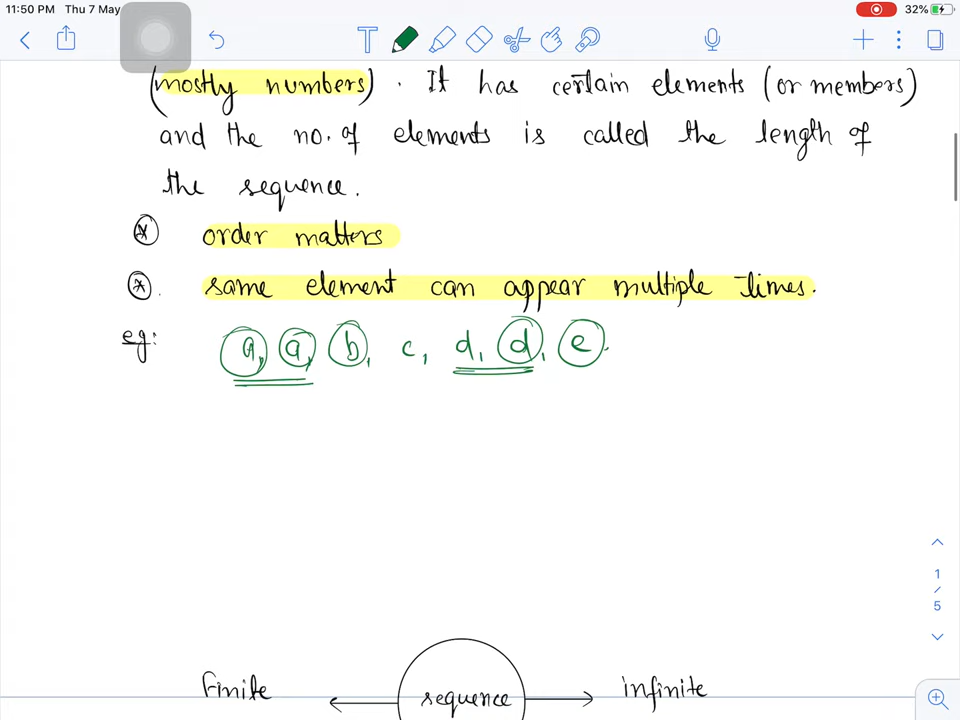 11:50 PM Thu 7 May
32%
(mostly numbers). It has certain elements (or members)
and the no. of elements is called the length of
the sequence.
* order matters
* same element can appear multiple times.
eg: a, a, b, c, d, d, e.
1
/
5
Finite sequence infinite